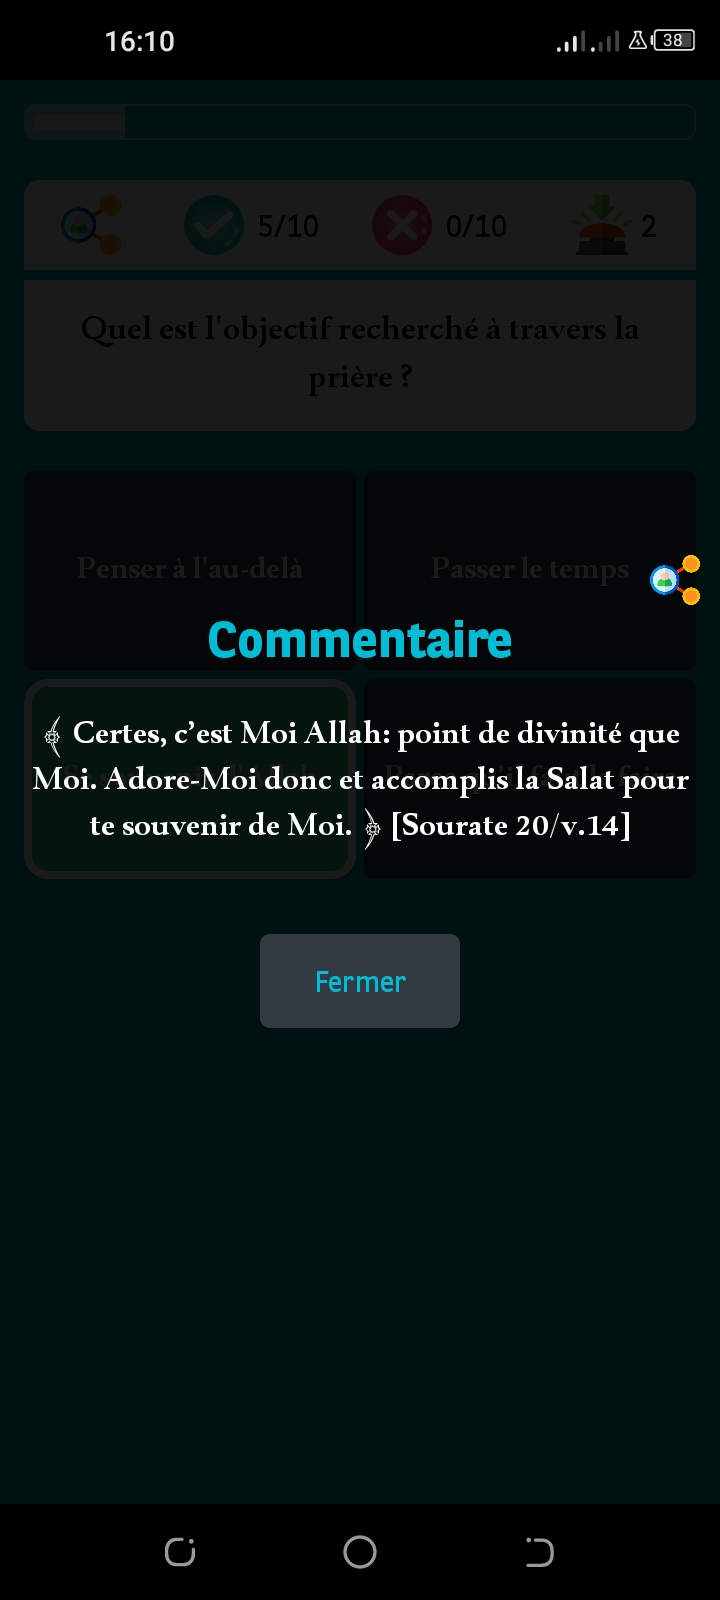 16:10
38
5/10 0/10 2
Quel est l'objectif recherché à travers la
prière ?
Penser à l'au-delà
Passer le temps
Commentaire
﴾ Certes, c’est Moi Allah: point de divinité que
Moi. Adore-Moi donc et accomplis la Salat pour
te souvenir de Moi. ﴿ [Sourate 20/v.14]
Fermer